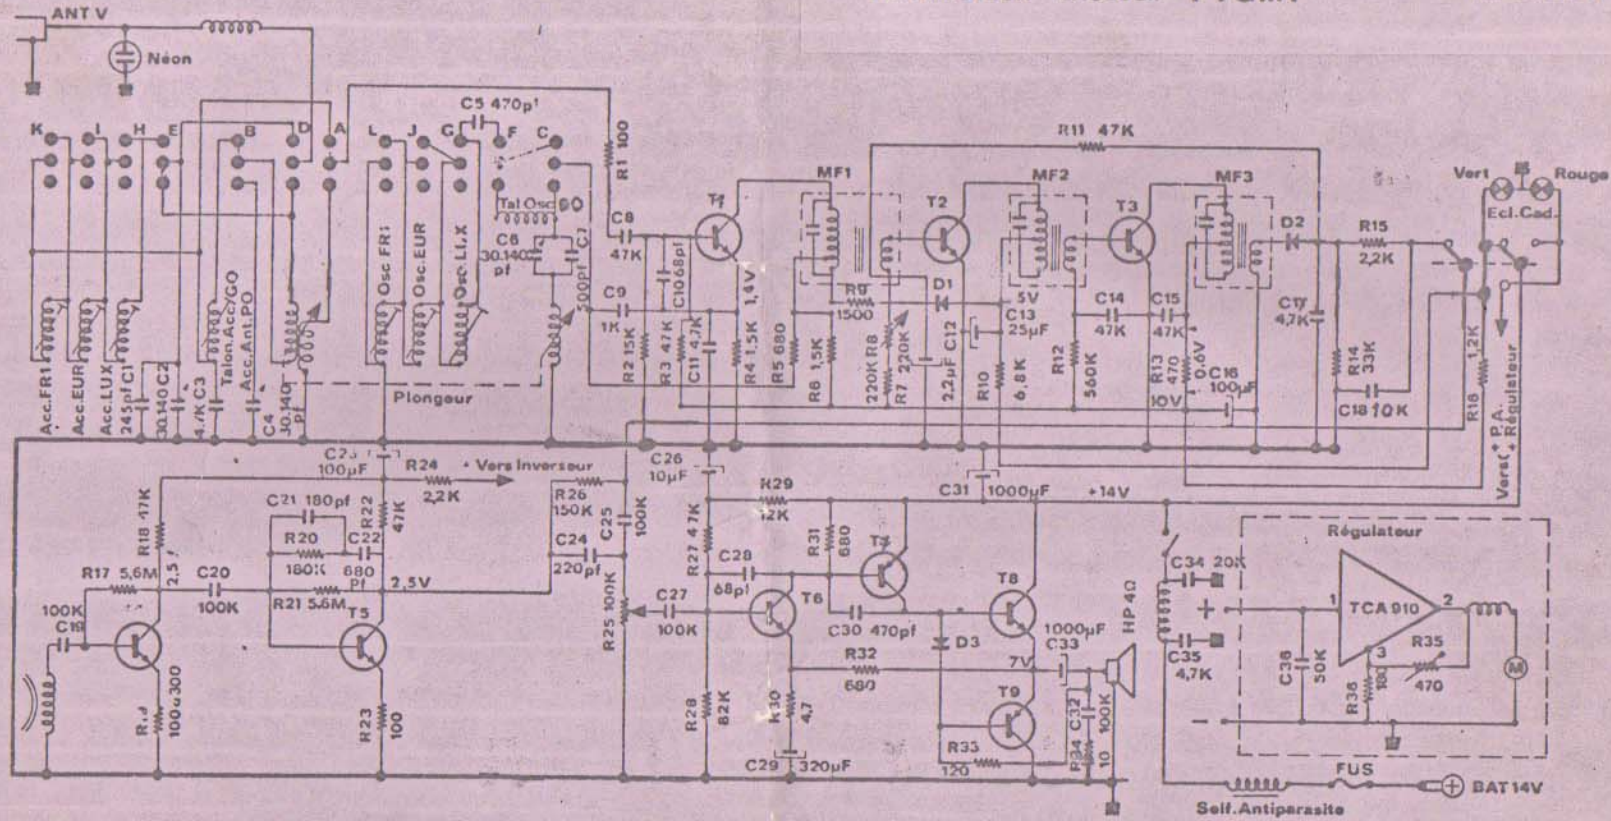 ANT V
Néon
K
I
H
E
B
D
A
L
J
G
F
C
C5 470pf
R1 100
Tal Osc
C6
30.140
pf
C7
500pf
C8
47K
C9
1K
C10 68pf
T1
1,4V
MF1
T2
MF2
T3
MF3
R11 47K
D2
R15
2,2K
Vert
Rouge
Ecl.Cad.
Osc FR1
Osc.EUR
Osc LUX
Acc.FR1
Acc.EUR
Acc.LUX
245pf C1
30.140 C2
4.7K C3
Talon.Acc
Acc.Ant.PO
C4
30.140
Pf
Plongeur
R2 15K
R3 47K
C11 4,7K
R4 1,5K
R5 680
R6 1,5K
R9
1500
D1
220K R8
R7 220K
2,2µF C12
5V
C13
25µF
R10
6,8K
R12
560K
C14
47K
C15
47K
R13
470
0,6V
10V
C16
100µF
C17
4,7K
R14
33K
C18 10K
R16 1,2K
Vers( + P.A.
+ Régulateur
100µF
R24
2,2K
Vers Inverseur
C26
10µF
R18 47K
C21 180pf
R20
180K
R22
47K
C22
680
Pf
2,5
R17 5,6M
C20
100K
R21 5,6M
T5
2,5V
100K
C19
100à300
R23
100
R26
150K
C25
100K
C24
220pf
R25 100K
C27
100K
R29
R27 47K
C28
68pf
R28
82K
R30
4,7
C29
320µF
T6
R31
680
C30 470pf
R32
680
D3
R33
120
T8
T9
7V
C31
1000µF
+14V
1000µF
C33
HP4Ω
C32
100K
R34
10
C34 20K
+
C35
4,7K
-
Régulateur
TCA 910
1
2
3
C36
50K
R36
180
R35
470
M
FUS
BAT 14V
Self.Antiparasite